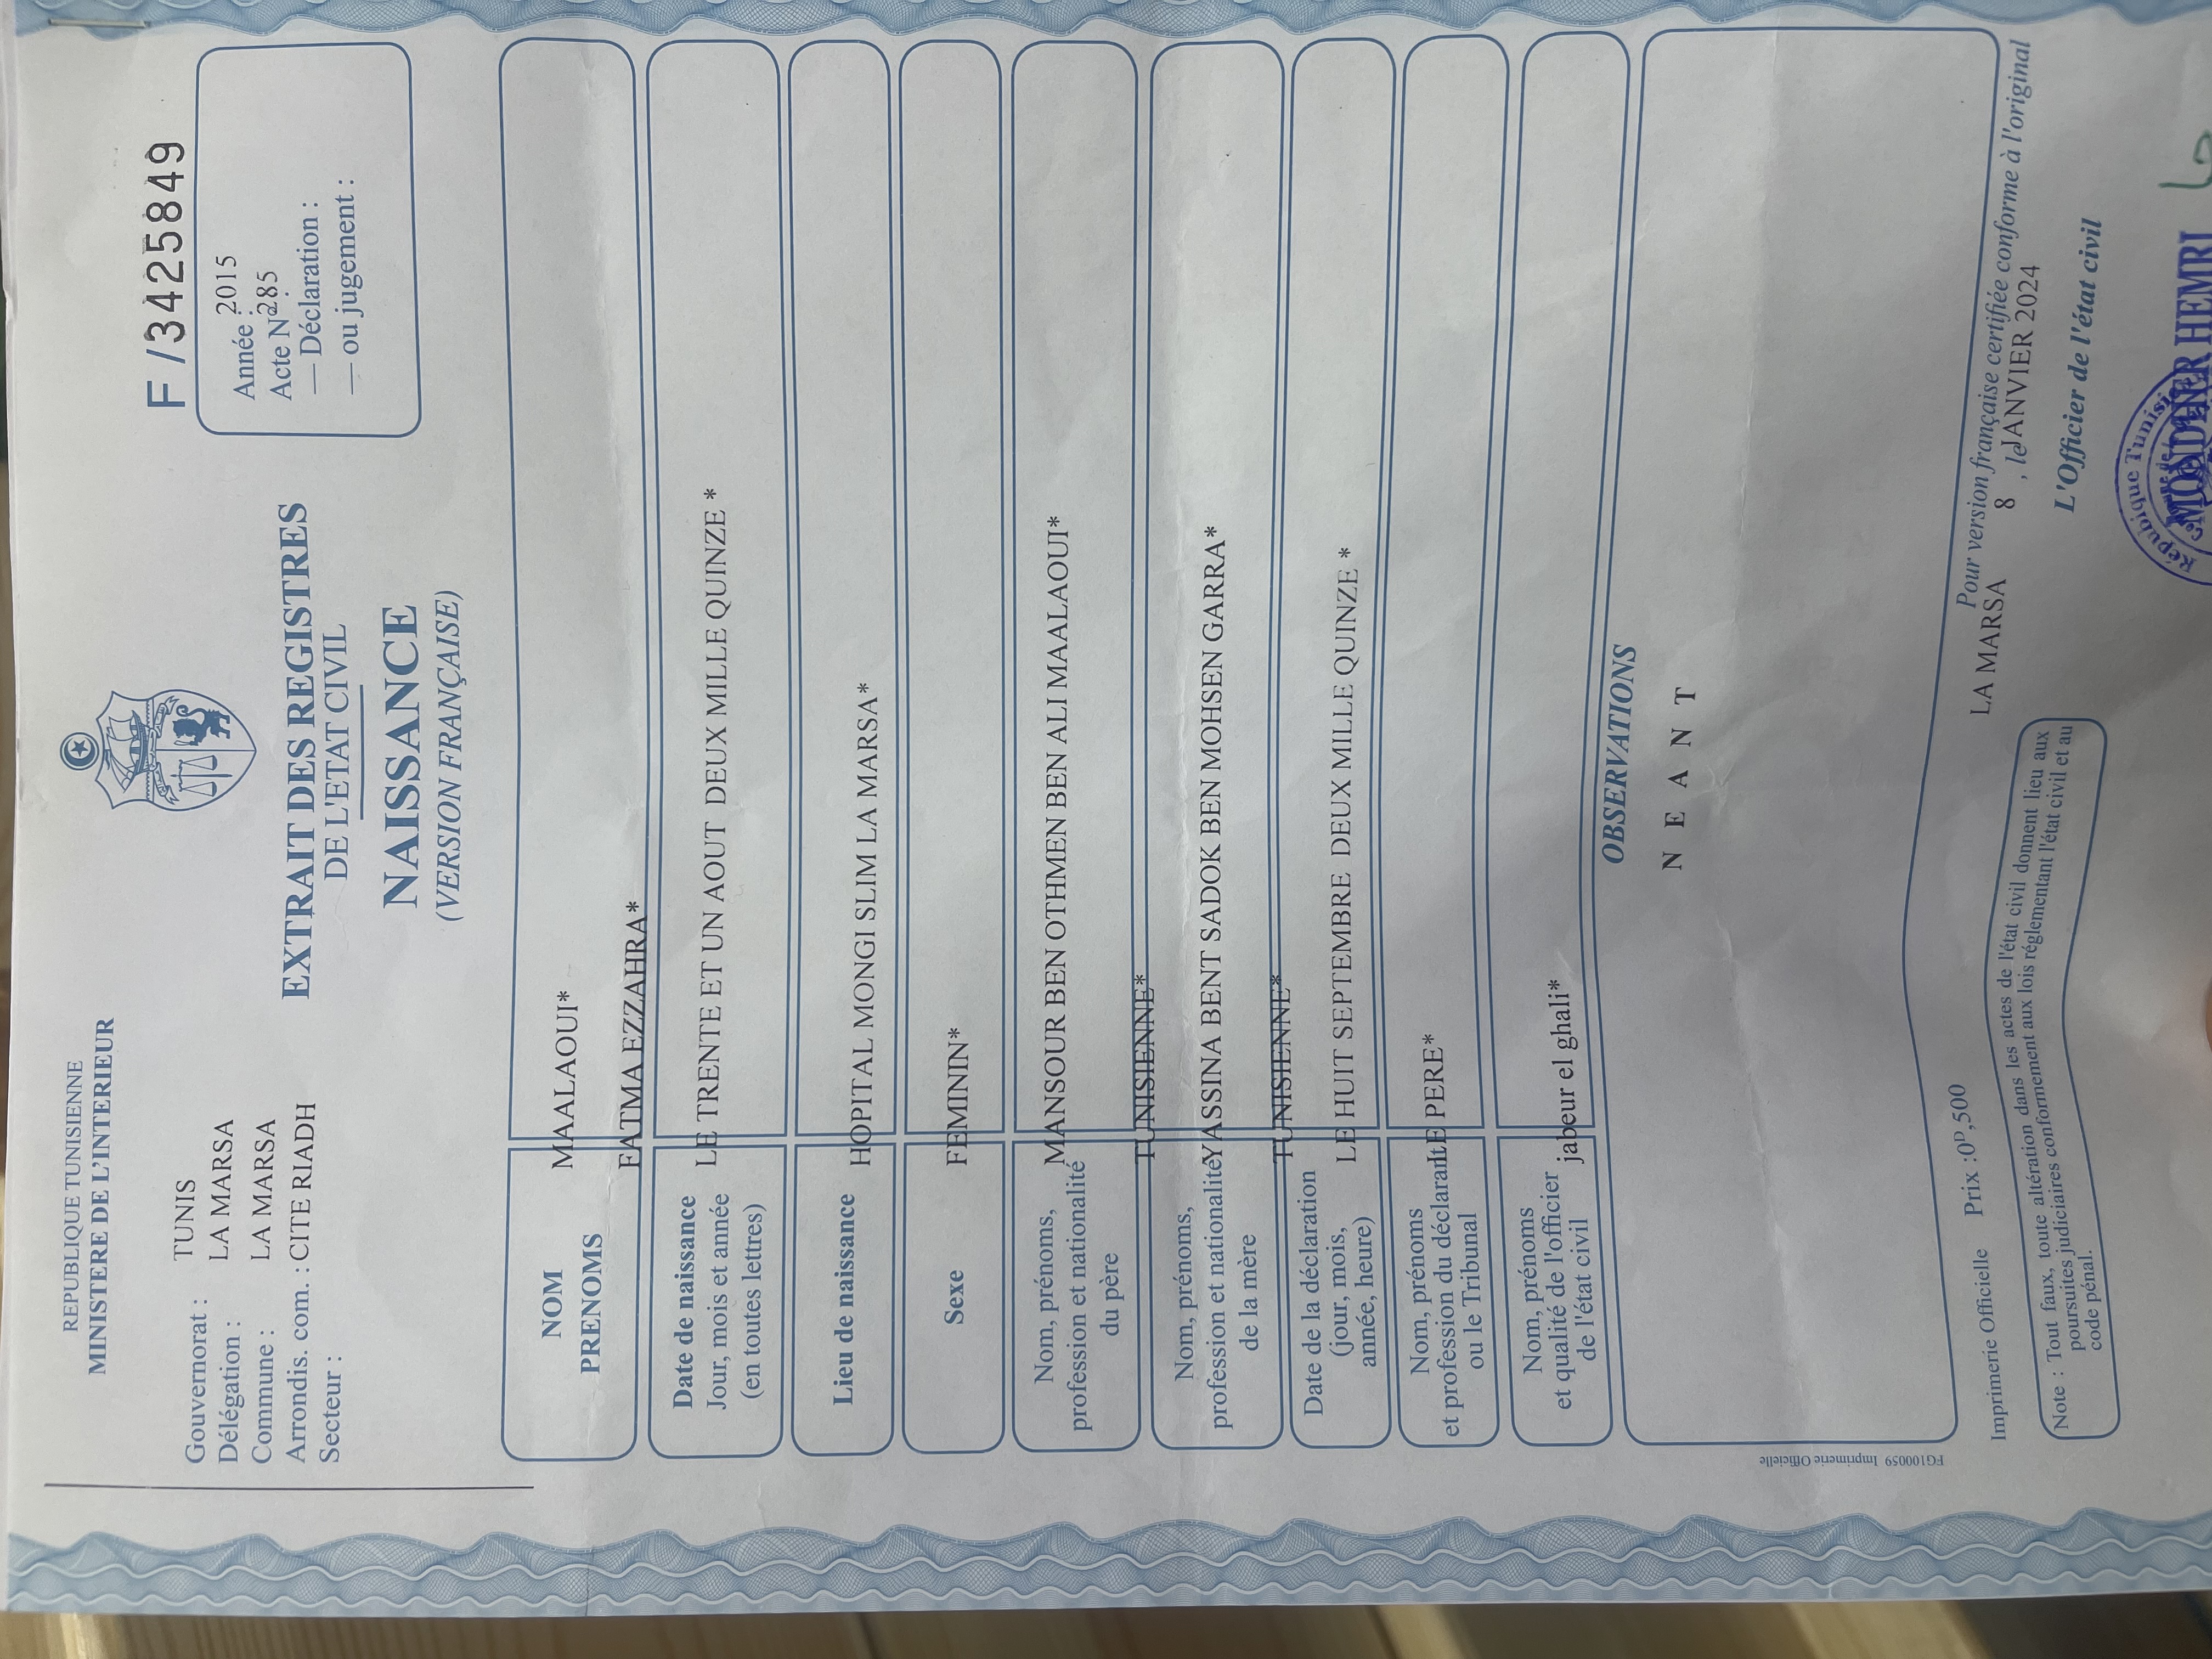 REPUBLIQUE TUNISIENNE
MINISTERE DE L'INTERIEUR
F /3425849
Gouvernorat : TUNIS
Délégation : LA MARSA
Commune : LA MARSA
Arrondis. com. : CITE RIADH
Secteur :
Année : 2015
Acte N° 285
— Déclaration :
— ou jugement :
EXTRAIT DES REGISTRES
DE L'ETAT CIVIL
NAISSANCE
(VERSION FRANÇAISE)
NOM MAALAOUI*
PRENOMS FATMA EZZAHRA*
Date de naissance
Jour, mois et année
(en toutes lettres)
LE TRENTE ET UN AOUT DEUX MILLE QUINZE *
Lieu de naissance HOPITAL MONGI SLIM LA MARSA*
Sexe FEMININ*
Nom, prénoms,
profession et nationalité
du père
MANSOUR BEN OTHMEN BEN ALI MAALAOUI*
TUNISIENNE*
Nom, prénoms,
profession et nationalité
de la mère
YASSINA BENT SADOK BEN MOHSEN GARRA*
TUNISIENNE*
Date de la déclaration
(jour, mois,
année, heure)
LE HUIT SEPTEMBRE DEUX MILLE QUINZE *
Nom, prénoms
et profession du déclarant
ou le Tribunal
LE PERE*
Nom, prénoms
et qualité de l'officier
de l'état civil
jabeur el ghali*
OBSERVATIONS
N E A N T
FG100059 Imprimerie Officielle
Imprimerie Officielle Prix :0D,500
Pour version française certifiée conforme à l'original
LA MARSA 8 , le JANVIER 2024
L'Officier de l'état civil
Note : Tout faux, toute altération dans les actes de l'état civil donnent lieu aux
poursuites judiciaires conformement aux lois réglementant l'état civil et au
code pénal.
République Tunisie
HEMRI